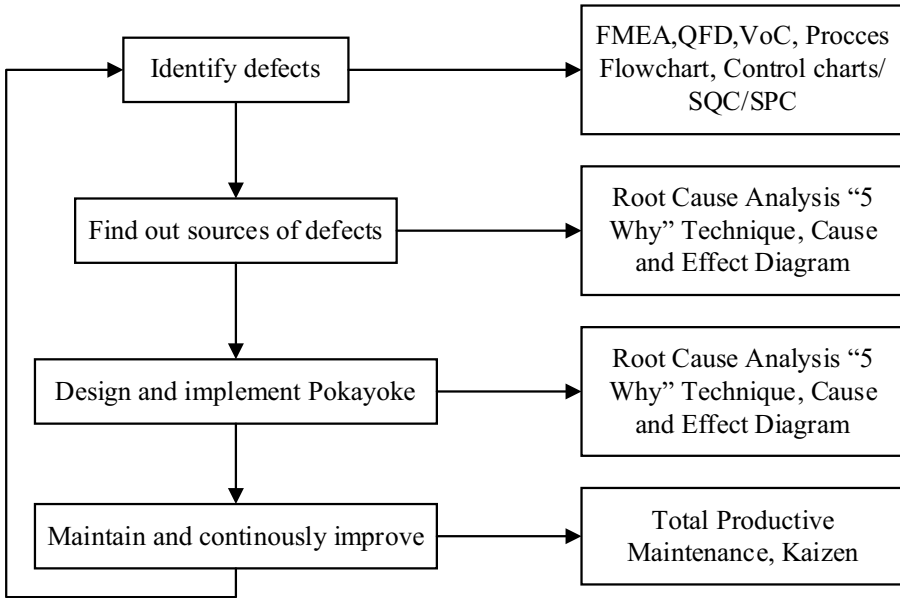 Identify defects
FMEA,QFD,VoC, Procces
Flowchart, Control charts/
SQC/SPC
Find out sources of defects
Root Cause Analysis “5
Why” Technique, Cause
and Effect Diagram
Design and implement Pokayoke
Root Cause Analysis “5
Why” Technique, Cause
and Effect Diagram
Maintain and continously improve
Total Productive
Maintenance, Kaizen